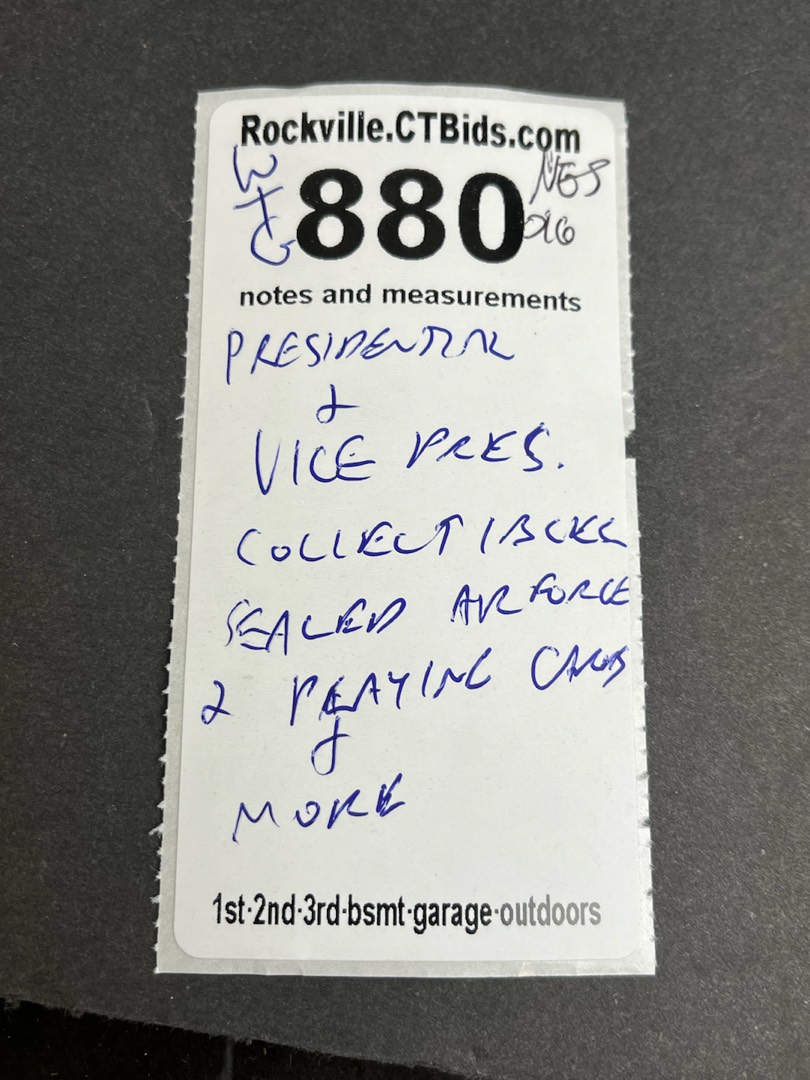 Rockville.CTBids.com
880
notes and measurements
PRESIDENTIAL
&
VICE PRES.
COLLECTIBLES
SEALED AIR FORCE
2 PLAYING CARDS
&
MORE
1st·2nd·3rd·bsmt·garage·outdoors